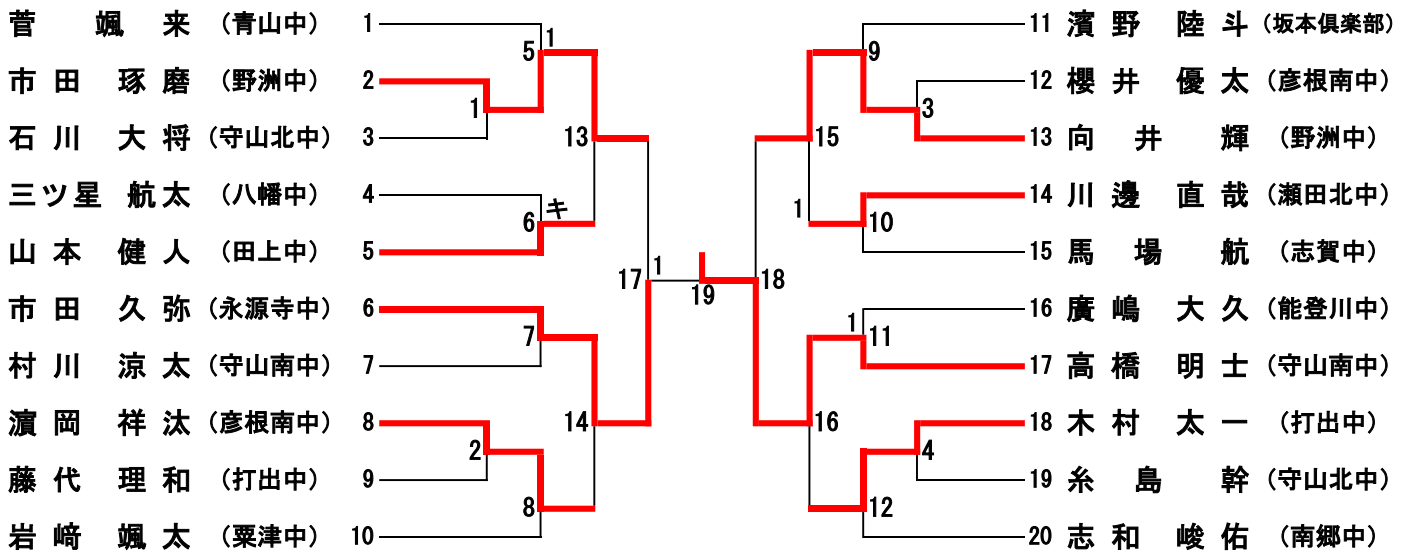 菅 颯 来 （青山中） 1
市 田 琢 磨 （野洲中） 2
石 川 大 将 （守山北中） 3
三ツ星 航太 （八幡中） 4
山 本 健 人 （田上中） 5
市 田 久 弥 （永源寺中） 6
村 川 涼 太 （守山南中） 7
濵 岡 祥 汰 （彦根南中） 8
藤 代 理 和 （打出中） 9
岩 﨑 颯 太 （粟津中） 10
1
5
1
13
キ
6
7
14
2
8
17
1
19
18
9
3
15
1
10
1
11
16
4
12
11 濱 野 陸 斗 （坂本倶楽部）
12 櫻 井 優 太 （彦根南中）
13 向 井 輝 （野洲中）
14 川 邊 直 哉 （瀬田北中）
15 馬 場 航 （志賀中）
16 廣 嶋 大 久 （能登川中）
17 高 橋 明 士 （守山南中）
18 木 村 太 一 （打出中）
19 糸 島 幹 （守山北中）
20 志 和 峻 佑 （南郷中）